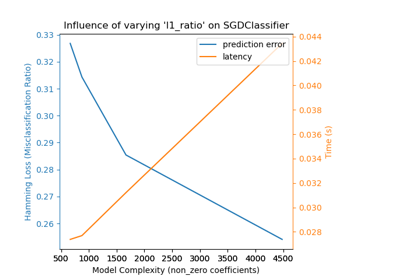 Influence of varying 'l1_ratio' on SGDClassifier
prediction error
latency
Hamming Loss (Misclassification Ratio)
0.33
0.32
0.31
0.30
0.29
0.28
0.27
0.26
0.044
0.042
0.040
0.038
0.036
0.034
0.032
0.030
0.028
Time (s)
500 1000 1500 2000 2500 3000 3500 4000 4500
Model Complexity (non_zero coefficients)